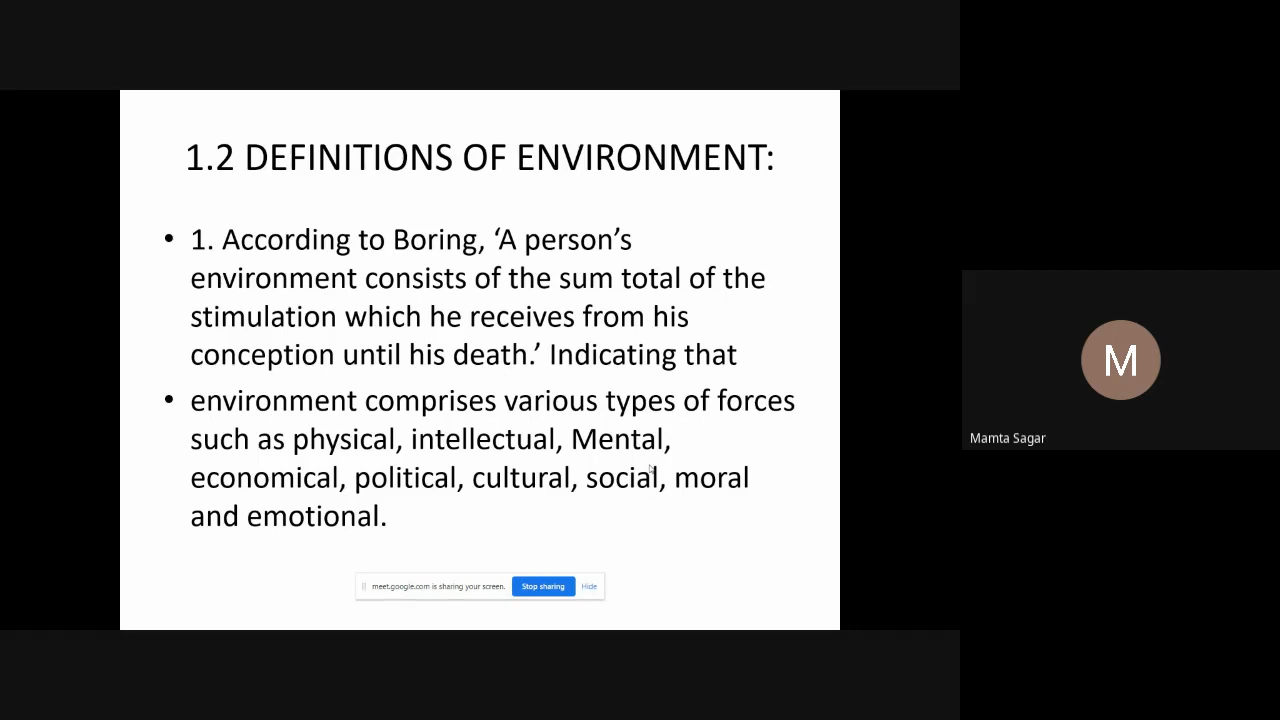 1.2 DEFINITIONS OF ENVIRONMENT:
• 1. According to Boring, ‘A person’s
environment consists of the sum total of the
stimulation which he receives from his
conception until his death.’ Indicating that
• environment comprises various types of forces
such as physical, intellectual, Mental,
economical, political, cultural, social, moral
and emotional.
meet.google.com is sharing your screen. Stop sharing Hide
M
Mamta Sagar